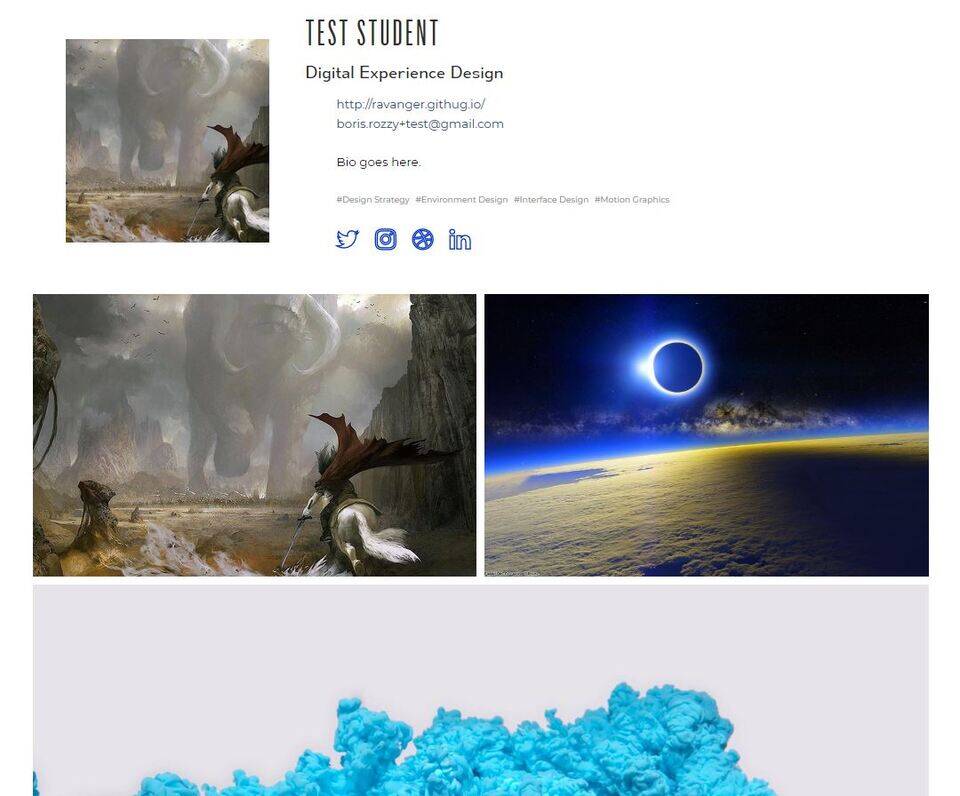 TEST STUDENT
Digital Experience Design
http://ravanger.githug.io/
boris.rozzy+test@gmail.com
Bio goes here.
#Design Strategy #Environment Design #Interface Design #Motion Graphics